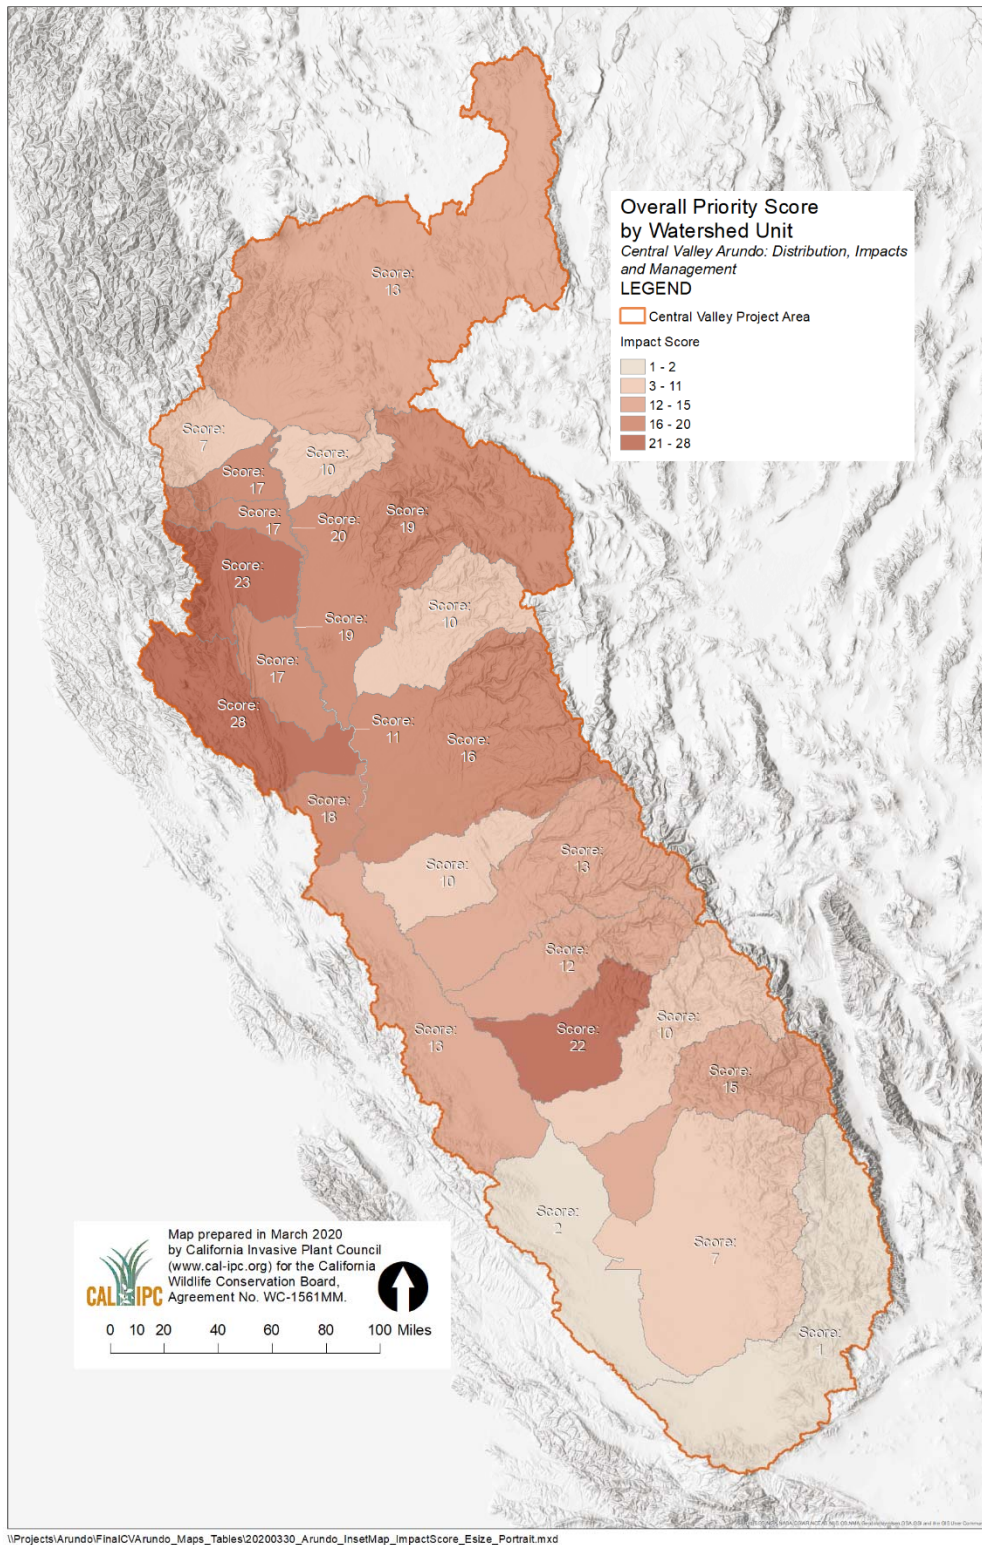 Overall Priority Score
by Watershed Unit
Central Valley Arundo: Distribution, Impacts
and Management
LEGEND
Central Valley Project Area
Impact Score
1 - 2
3 - 11
12 - 15
16 - 20
21 - 28
Score:
13
Score:
7
Score:
10
Score:
17
Score:
17
Score:
20
Score:
19
Score:
23
Score:
10
Score:
19
Score:
17
Score:
28
Score:
11
Score:
16
Score:
18
Score:
10
Score:
13
Score:
12
Score:
13
Score:
22
Score:
10
Score:
15
Score:
2
Score:
7
Score:
1
Map prepared in March 2020
by California Invasive Plant Council
(www.cal-ipc.org) for the California
Wildlife Conservation Board,
Agreement No. WC-1561MM.
CAL IPC
0 10 20 40 60 80 100 Miles
\\Projects\Arundo\FinalCVArundo_Maps_Tables\20200330_Arundo_InsetMap_ImpactScore_Esize_Portrait.mxd